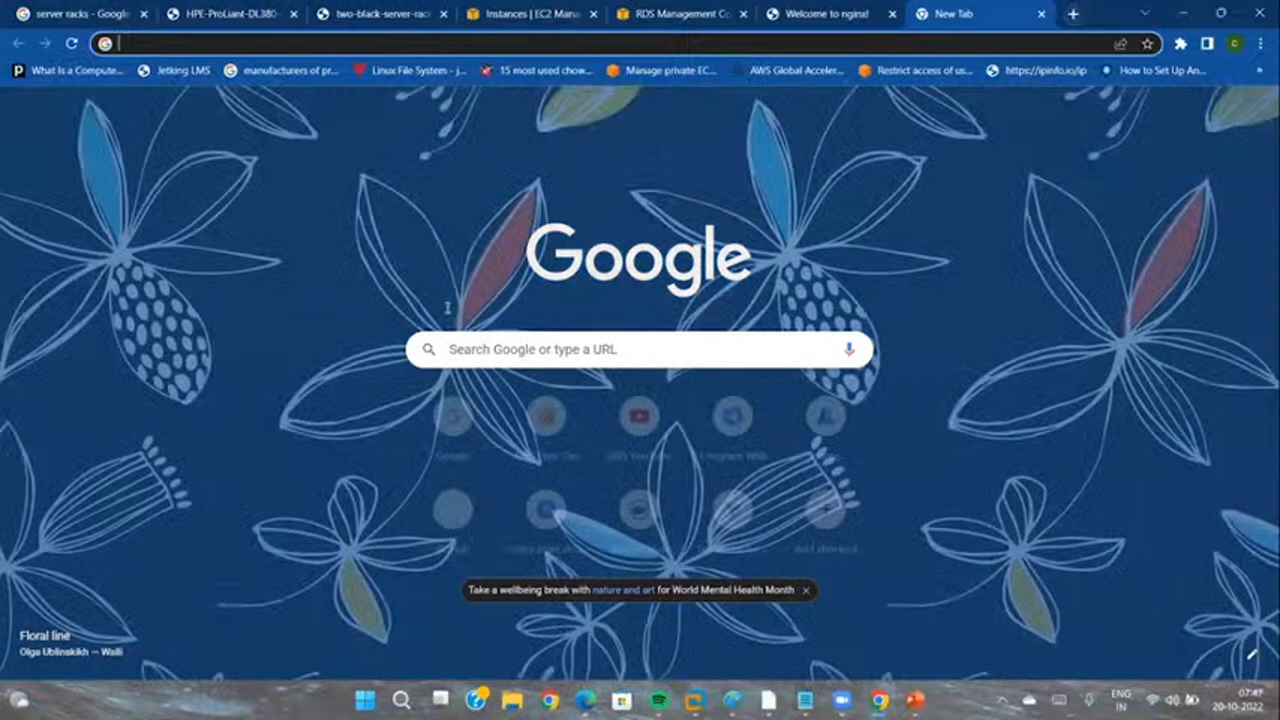 server racks - Google
HPE-ProLiant-DL380-
two-black-server-rac
Instances | EC2 Mana
RDS Management Co
Welcome to nginx!
New Tab
What Is a Compute...
Jetking LMS
manufacturers of pr...
Linux File System - j...
15 most used chow...
Manage private EC...
AWS Global Acceler...
Restrict access of us...
https://ipinfo.io/ip
How to Set Up An...
Google
Search Google or type a URL
Google
Add shortcut
Take a wellbeing break with nature and art for World Mental Health Month
Floral line
Olga Ublinskikh — Walli
ENG
IN
07:47
20-10-2022